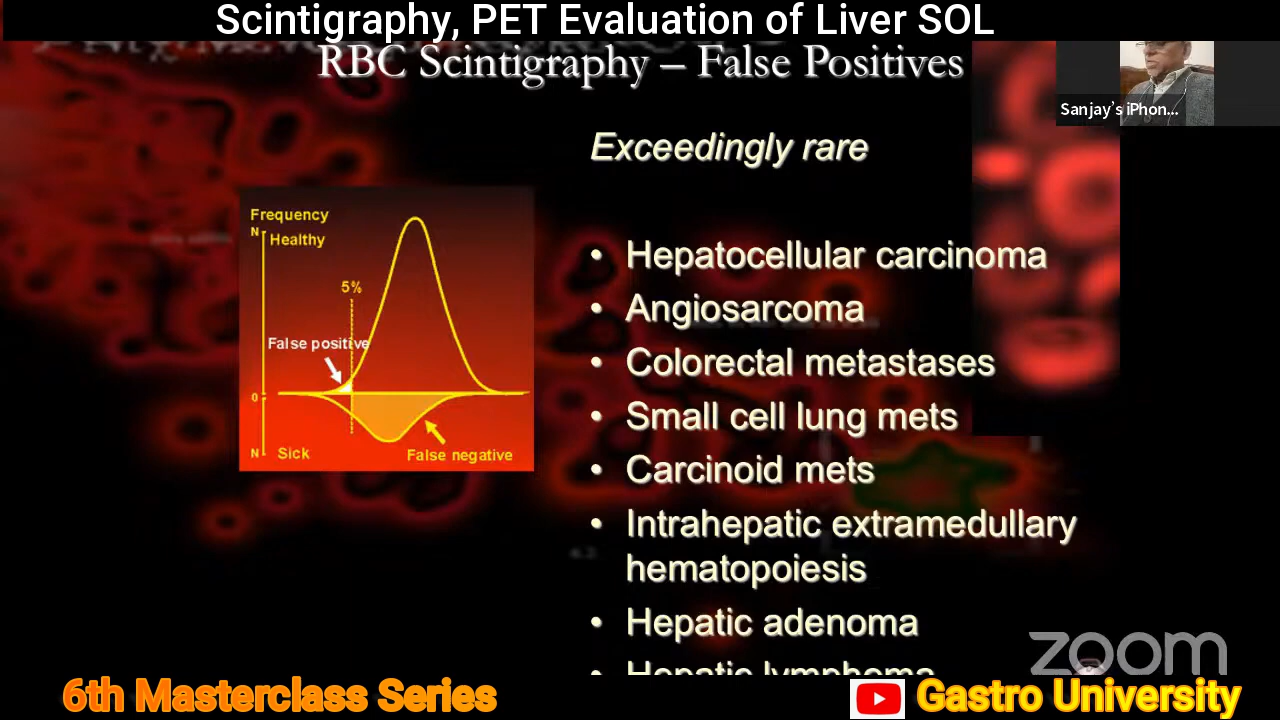 Scintigraphy, PET Evaluation of Liver SOL
RBC Scintigraphy – False Positives
Sanjay's iPhon...
Exceedingly rare
Frequency
N
Healthy
5%
False positive
0
N
Sick
False negative
• Hepatocellular carcinoma
• Angiosarcoma
• Colorectal metastases
• Small cell lung mets
• Carcinoid mets
• Intrahepatic extramedullary
hematopoiesis
• Hepatic adenoma
• Hepatic lymphoma
zoom
6th Masterclass Series
Gastro University